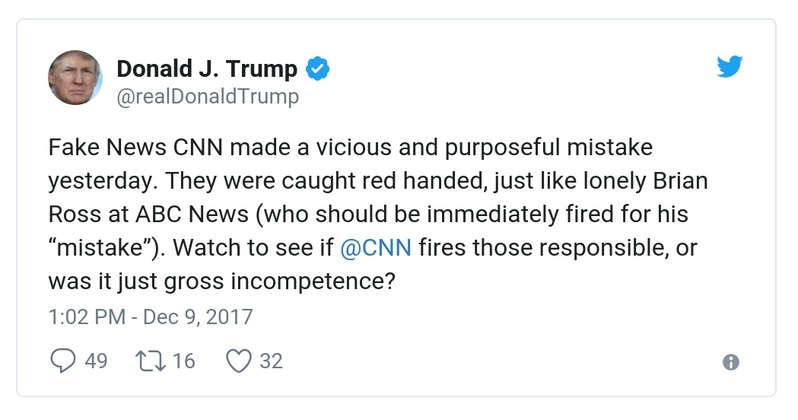 Donald J. Trump
@realDonaldTrump
Fake News CNN made a vicious and purposeful mistake
yesterday. They were caught red handed, just like lonely Brian
Ross at ABC News (who should be immediately fired for his
“mistake”). Watch to see if @CNN fires those responsible, or
was it just gross incompetence?
1:02 PM - Dec 9, 2017
49 16 32